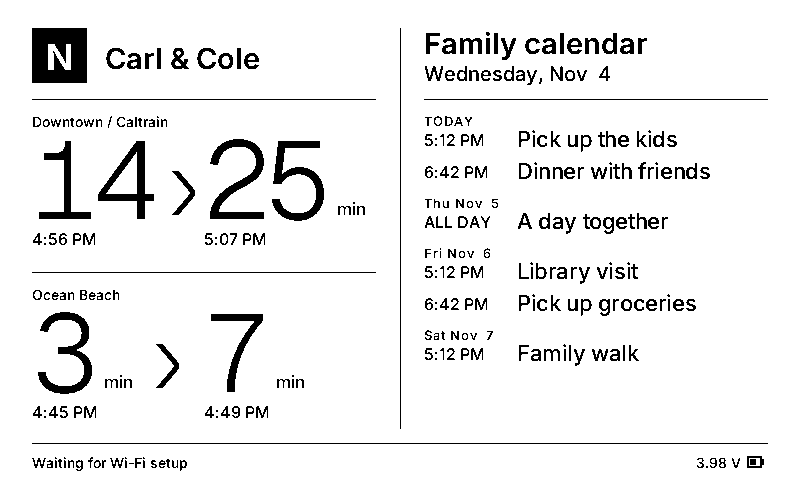 N Carl & Cole
Downtown / Caltrain
14 > 25 min
4:56 PM 5:07 PM
Ocean Beach
3 min > 7 min
4:45 PM 4:49 PM
Family calendar
Wednesday, Nov 4
TODAY
5:12 PM Pick up the kids
6:42 PM Dinner with friends
Thu Nov 5
ALL DAY A day together
Fri Nov 6
5:12 PM Library visit
6:42 PM Pick up groceries
Sat Nov 7
5:12 PM Family walk
Waiting for Wi-Fi setup
3.98 V